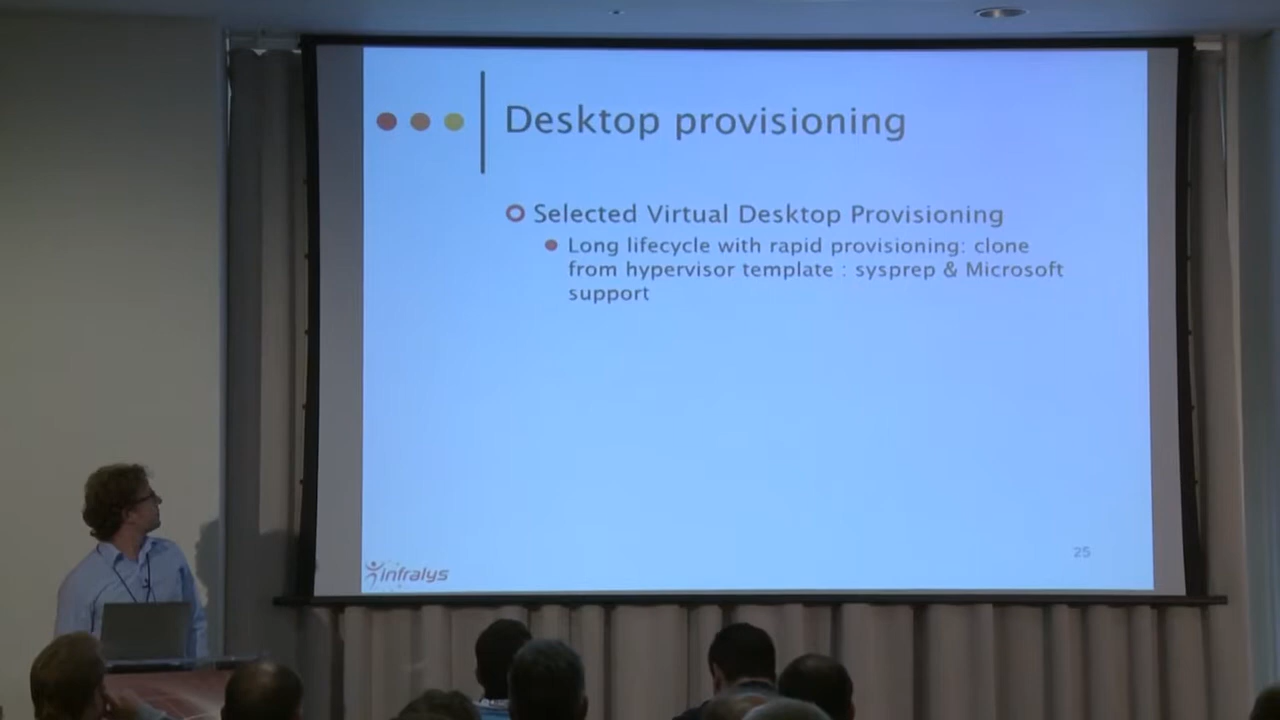 Desktop provisioning
Selected Virtual Desktop Provisioning
Long lifecycle with rapid provisioning: clone
from hypervisor template : sysprep & Microsoft
support
25
infralys